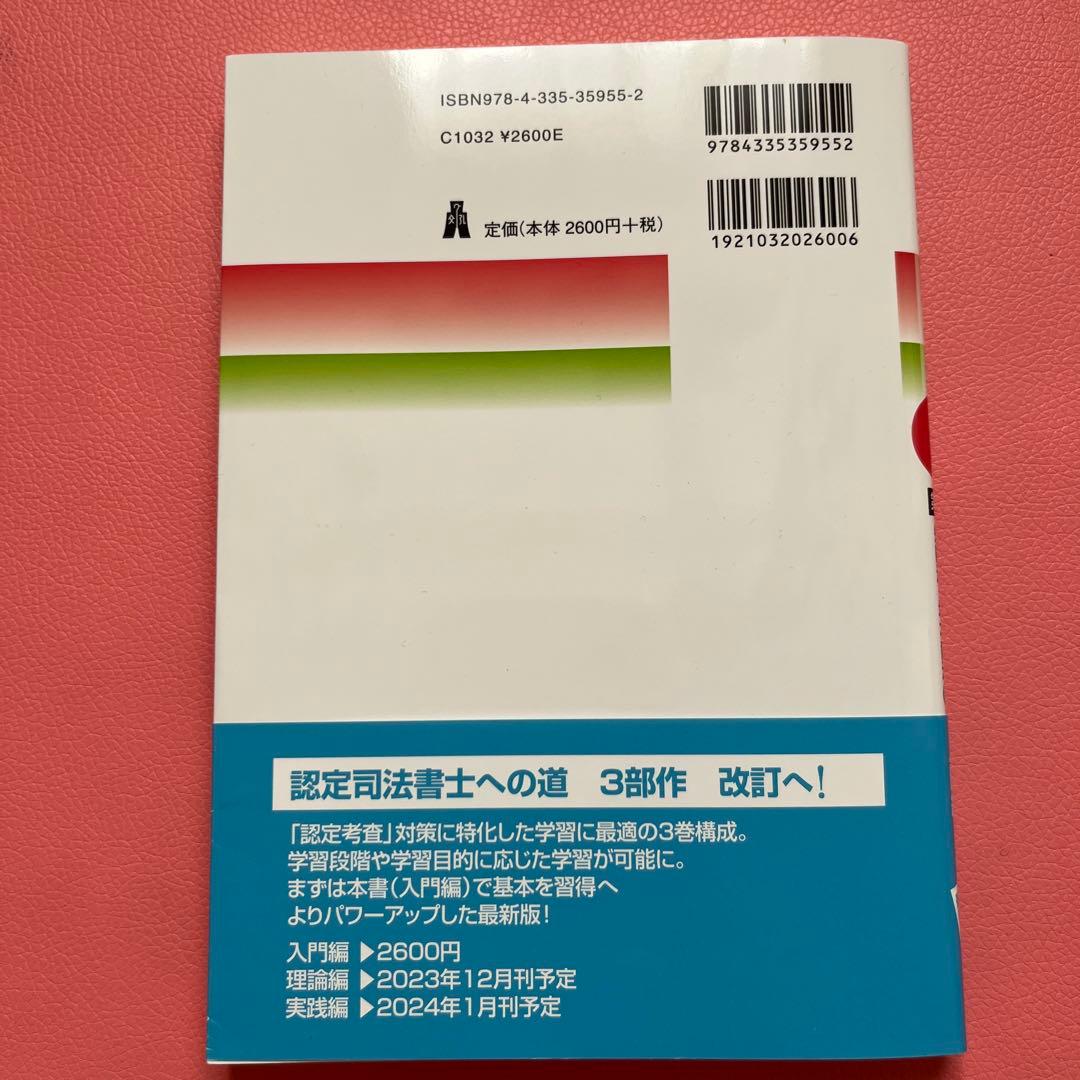 ISBN978-4-335-35955-2
C1032 ¥2600E
9784335359552
定価(本体 2600円+税)
1921032026006
認定司法書士への道 3部作 改訂へ!
「認定考査」対策に特化した学習に最適の3巻構成。
学習段階や学習目的に応じた学習が可能に。
まずは本書(入門編)で基本を習得へ
よりパワーアップした最新版!
入門編 ▶2600円
理論編 ▶2023年12月刊予定
実践編 ▶2024年1月刊予定